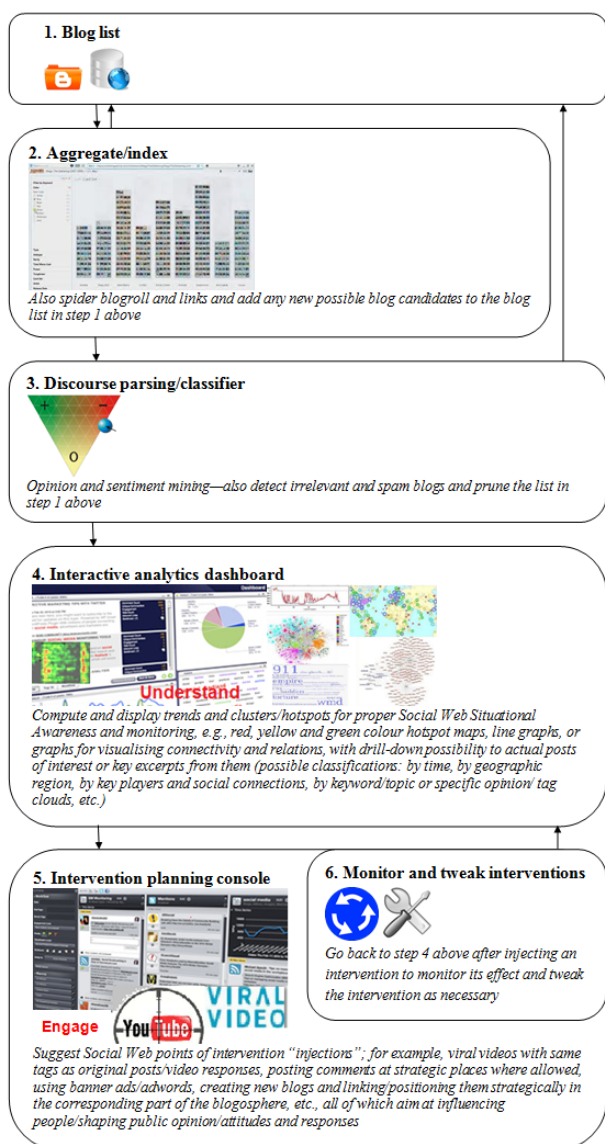 1. Blog list
2. Aggregate/index
Also spider blogroll and links and add any new possible blog candidates to the blog
list in step 1 above
3. Discourse parsing/classifier
+
−
O
Opinion and sentiment mining—also detect irrelevant and spam blogs and prune the list in
step 1 above
4. Interactive analytics dashboard
Dashboard
911
empire
torture
wmd
Understand
Compute and display trends and clusters/hotspots for proper Social Web Situational
Awareness and monitoring, e.g., red, yellow and green colour hotspot maps, line graphs, or
graphs for visualising connectivity and relations, with drill-down possibility to actual posts
of interest or key excerpts from them (possible classifications: by time, by geographic
region, by key players and social connections, by keyword/topic or specific opinion/ tag
clouds, etc.)
5. Intervention planning console
social media
VIRAL
VIDEO
Engage
YouTube
Suggest Social Web points of intervention “injections”; for example, viral videos with same
tags as original posts/video responses, posting comments at strategic places where allowed,
using banner ads/adwords, creating new blogs and linking/positioning them strategically in
the corresponding part of the blogosphere, etc., all of which aim at influencing
people/shaping public opinion/attitudes and responses
6. Monitor and tweak interventions
Go back to step 4 above after injecting an
intervention to monitor its effect and tweak
the intervention as necessary